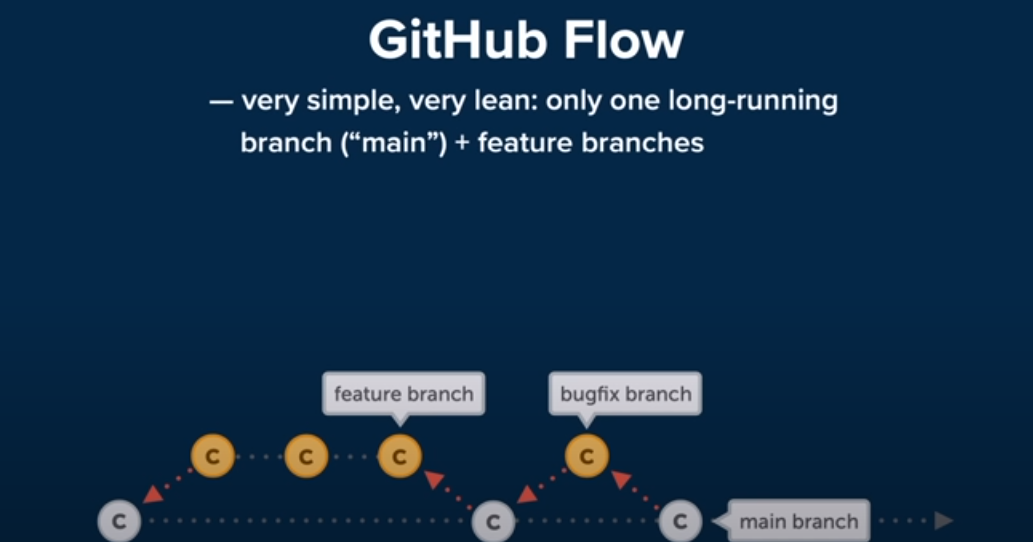 GitHub Flow
— very simple, very lean: only one long-running
branch (“main”) + feature branches
feature branch
bugfix branch
C C C C
C C C main branch